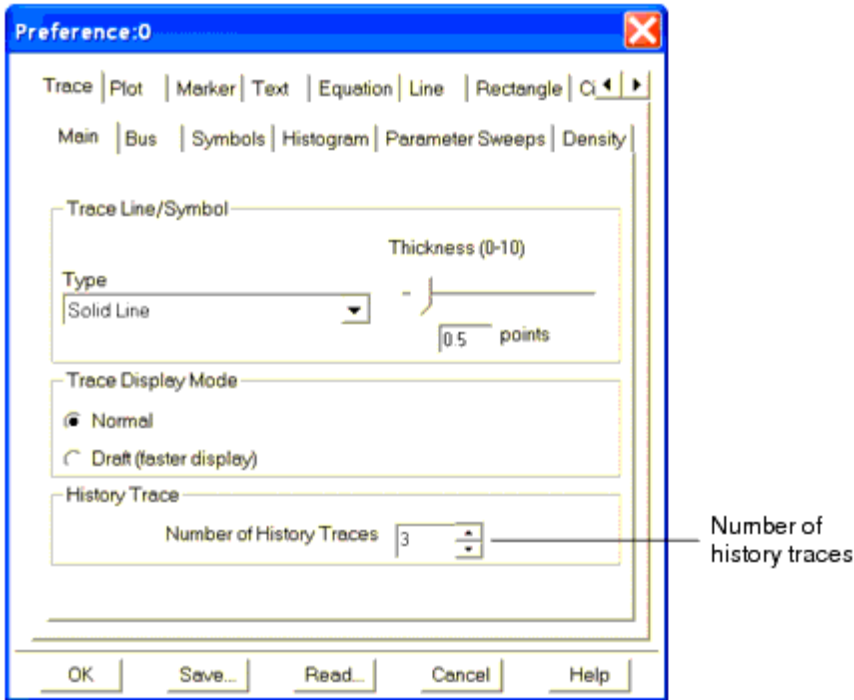 Preference:0
Trace Plot Marker Text Equation Line Rectangle Ci
Main Bus Symbols Histogram Parameter Sweeps Density
Trace Line/Symbol
Thickness (0-10)
Type
Solid Line
0.5 points
Trace Display Mode
Normal
Draft (faster display)
History Trace
Number of History Traces 3
Number of
history traces
OK Save... Read... Cancel Help